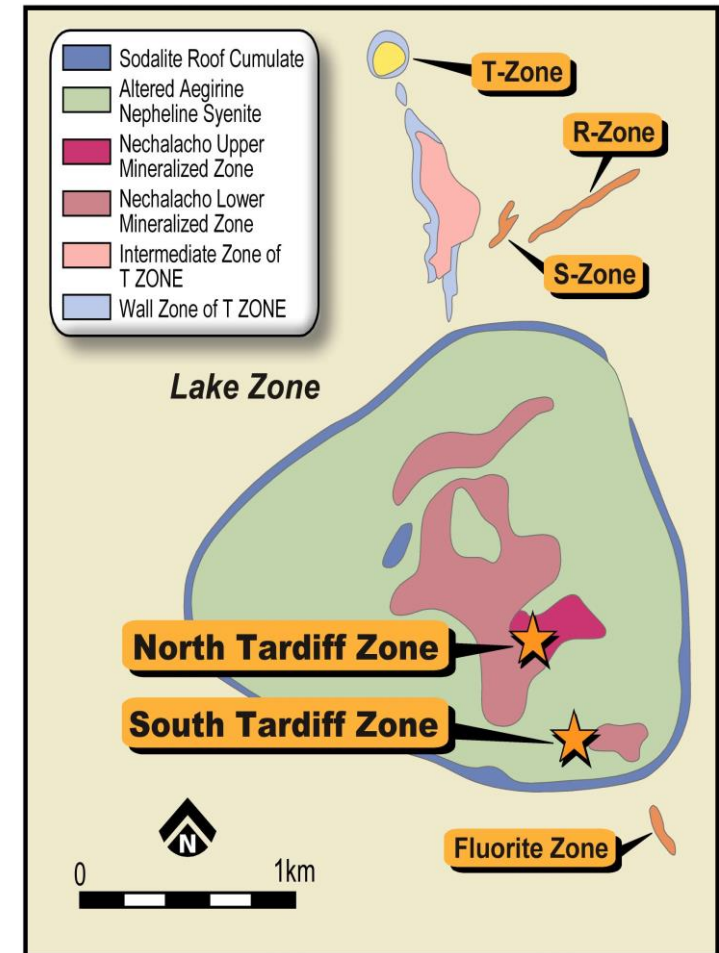 Sodalite Roof Cumulate
Altered Aegirine
Nepheline Syenite
Nechalacho Upper
Mineralized Zone
Nechalacho Lower
Mineralized Zone
Intermediate Zone of
T ZONE
Wall Zone of T ZONE
T-Zone
R-Zone
S-Zone
Lake Zone
North Tardiff Zone
South Tardiff Zone
Fluorite Zone
N
0 1km